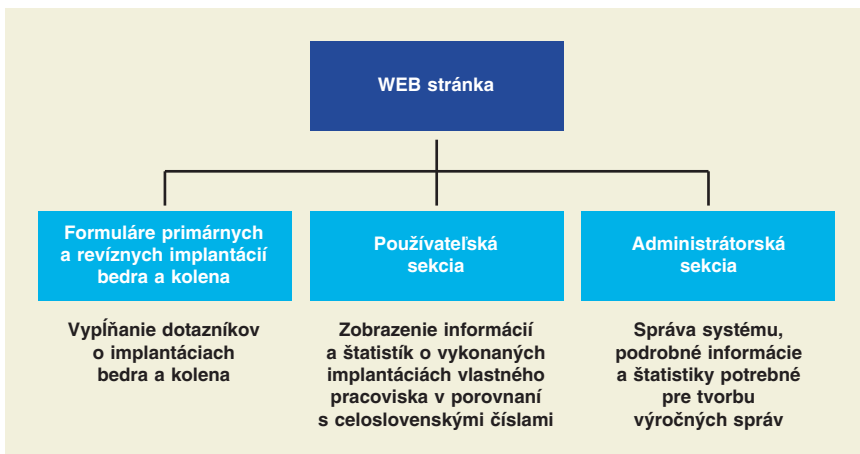 WEB stránka
Formuláre primárnych
a revíznych implantácií
bedra a kolena
Používateľská
sekcia
Administrátorská
sekcia
Vypĺňanie dotazníkov
o implantáciach
bedra a kolena
Zobrazenie informácií
a štatistík o vykonaných
implantáciách vlastného
pracoviska v porovnaní
s celoslovenskými číslami
Správa systému,
podrobné informácie
a štatistiky potrebné
pre tvorbu
výročných správ